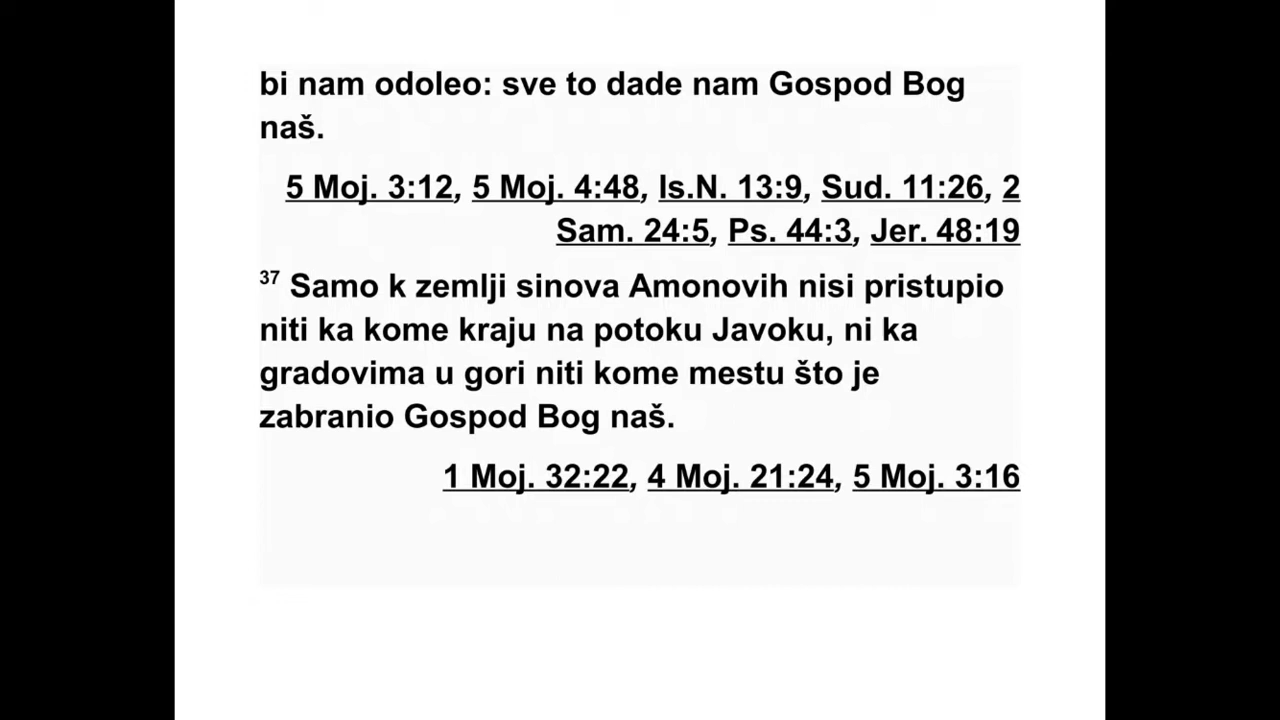 bi nam odoleo: sve to dade nam Gospod Bog
naš.
5 Moj. 3:12, 5 Moj. 4:48, Is.N. 13:9, Sud. 11:26, 2
Sam. 24:5, Ps. 44:3, Jer. 48:19
37 Samo k zemlji sinova Amonovih nisi pristupio
niti ka kome kraju na potoku Javoku, ni ka
gradovima u gori niti kome mestu što je
zabranio Gospod Bog naš.
1 Moj. 32:22, 4 Moj. 21:24, 5 Moj. 3:16